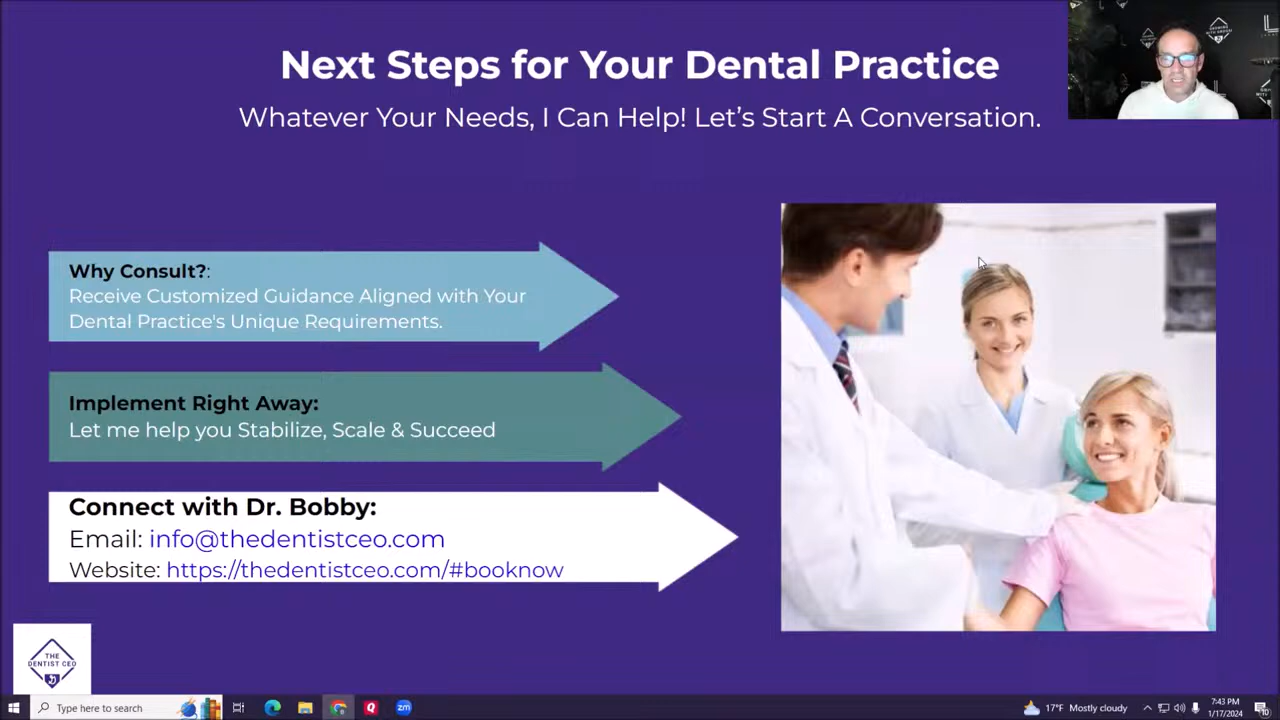 Next Steps for Your Dental Practice
Whatever Your Needs, I Can Help! Let's Start A Conversation.
Why Consult?:
Receive Customized Guidance Aligned with Your
Dental Practice's Unique Requirements.
Implement Right Away:
Let me help you Stabilize, Scale & Succeed
Connect with Dr. Bobby:
Email: info@thedentistceo.com
Website: https://thedentistceo.com/#booknow
THE
DENTIST CEO
Type here to search
17°F Mostly cloudy
7:43 PM
1/17/2024